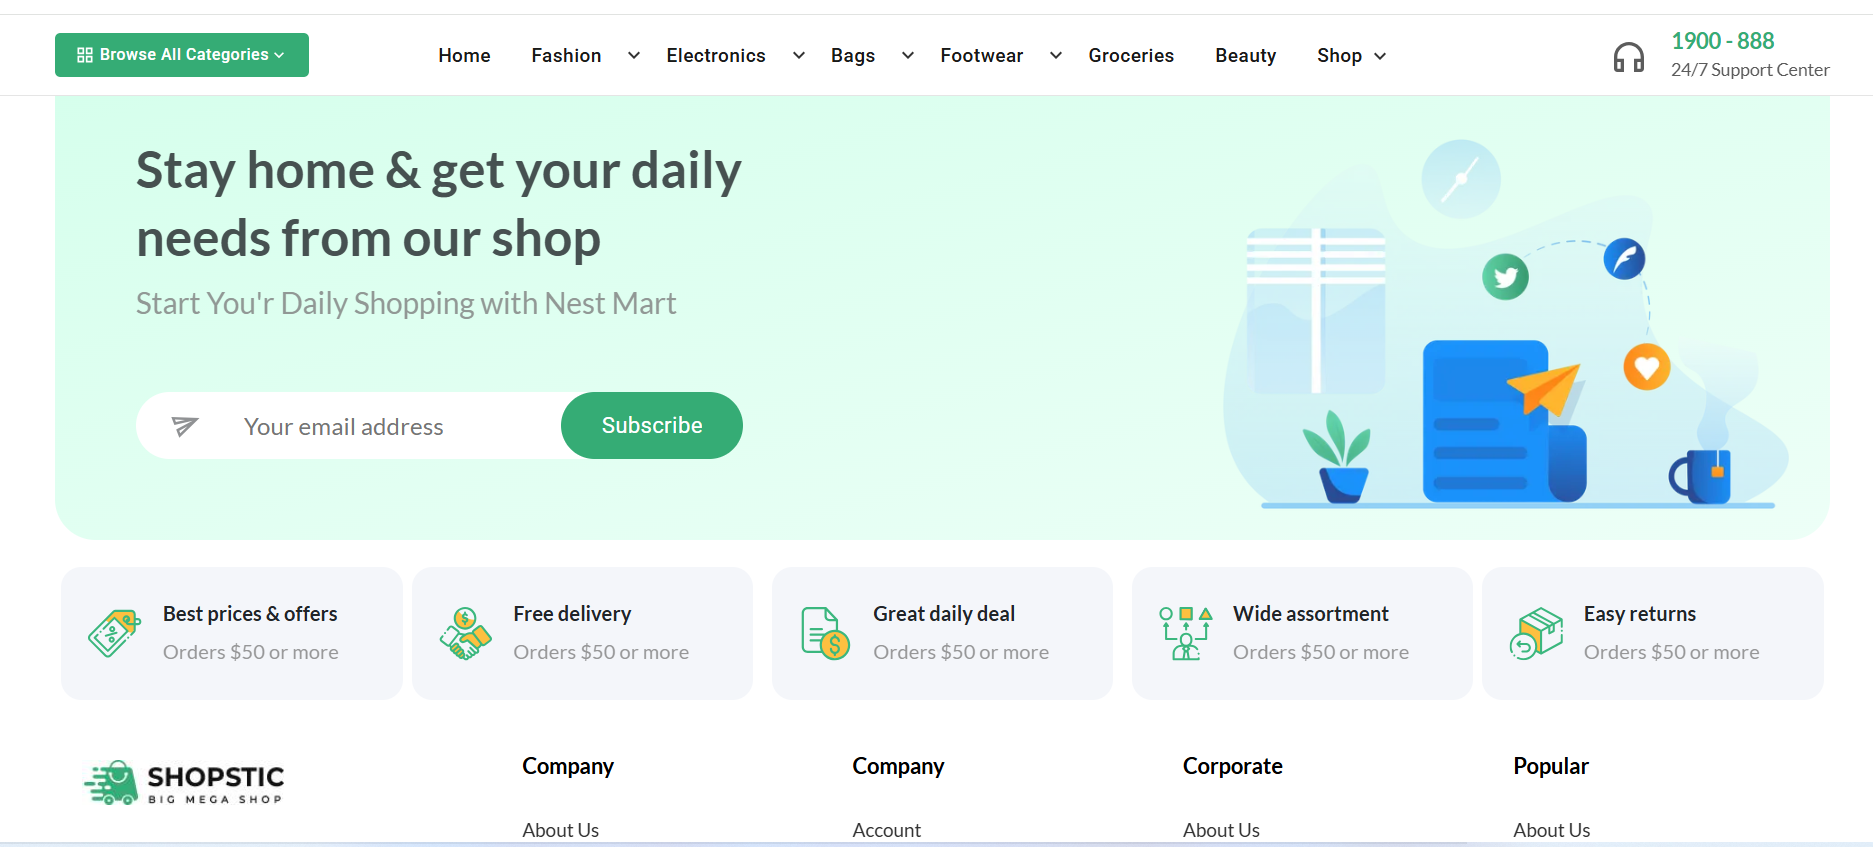 Browse All Categories
Home Fashion Electronics Bags Footwear Groceries Beauty Shop
1900 - 888
24/7 Support Center
Stay home & get your daily
needs from our shop
Start You'r Daily Shopping with Nest Mart
Your email address
Subscribe
Best prices & offers
Orders $50 or more
Free delivery
Orders $50 or more
Great daily deal
Orders $50 or more
Wide assortment
Orders $50 or more
Easy returns
Orders $50 or more
SHOPSTIC
BIG MEGA SHOP
Company
About Us
Company
Account
Corporate
About Us
Popular
About Us